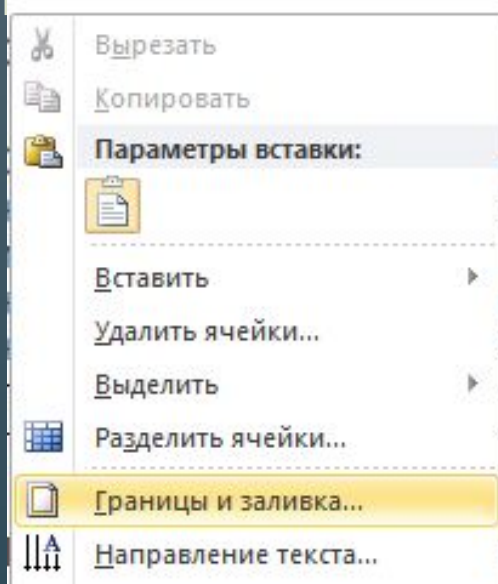 Вырезать
Копировать
Параметры вставки:
Вставить
Удалить ячейки...
Выделить
Разделить ячейки...
Границы и заливка...
Направление текста...